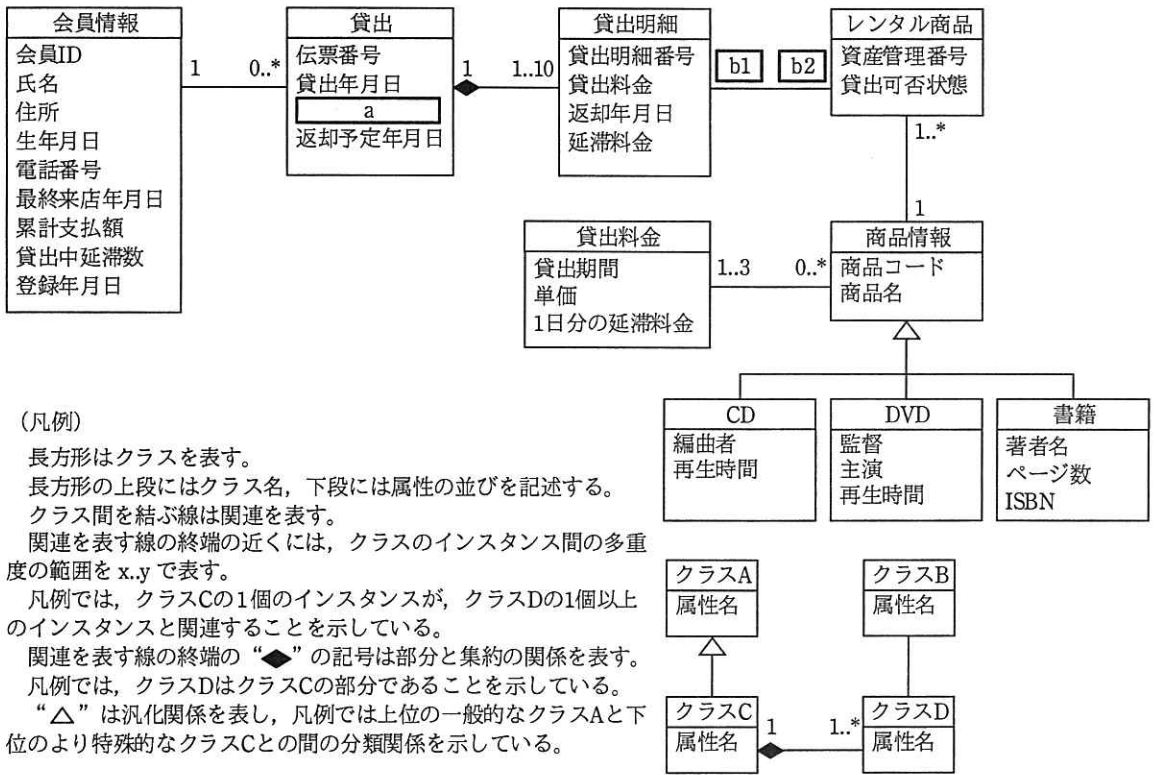 会員情報
会員ID
氏名
住所
生年月日
電話番号
最終来店年月日
累計支払額
貸出中延滞数
登録年月日
1 0..*
貸出
伝票番号
貸出年月日
a
返却予定年月日
1 1..10
貸出明細
貸出明細番号
貸出料金
返却年月日
延滞料金
b1 b2
レンタル商品
資産管理番号
貸出可否状態
1..*
1
貸出料金
貸出期間
単価
1日分の延滞料金
1..3 0..*
商品情報
商品コード
商品名
CD
編曲者
再生時間
DVD
監督
主演
再生時間
書籍
著者名
ページ数
ISBN
(凡例)
長方形はクラスを表す。
長方形の上段にはクラス名，下段には属性の並びを記述する。
クラス間を結ぶ線は関連を表す。
関連を表す線の終端の近くには，クラスのインスタンス間の多重
度の範囲を x..y で表す。
凡例では，クラスCの1個のインスタンスが，クラスDの1個以上
のインスタンスと関連することを示している。
関連を表す線の終端の“◆”の記号は部分と集約の関係を表す。
凡例では，クラスDはクラスCの部分であることを示している。
“△”は汎化関係を表し，凡例では上位の一般的なクラスAと下
位のより特殊的なクラスCとの間の分類関係を示している。
クラスA
属性名
クラスB
属性名
クラスC
属性名
1 1..*
クラスD
属性名